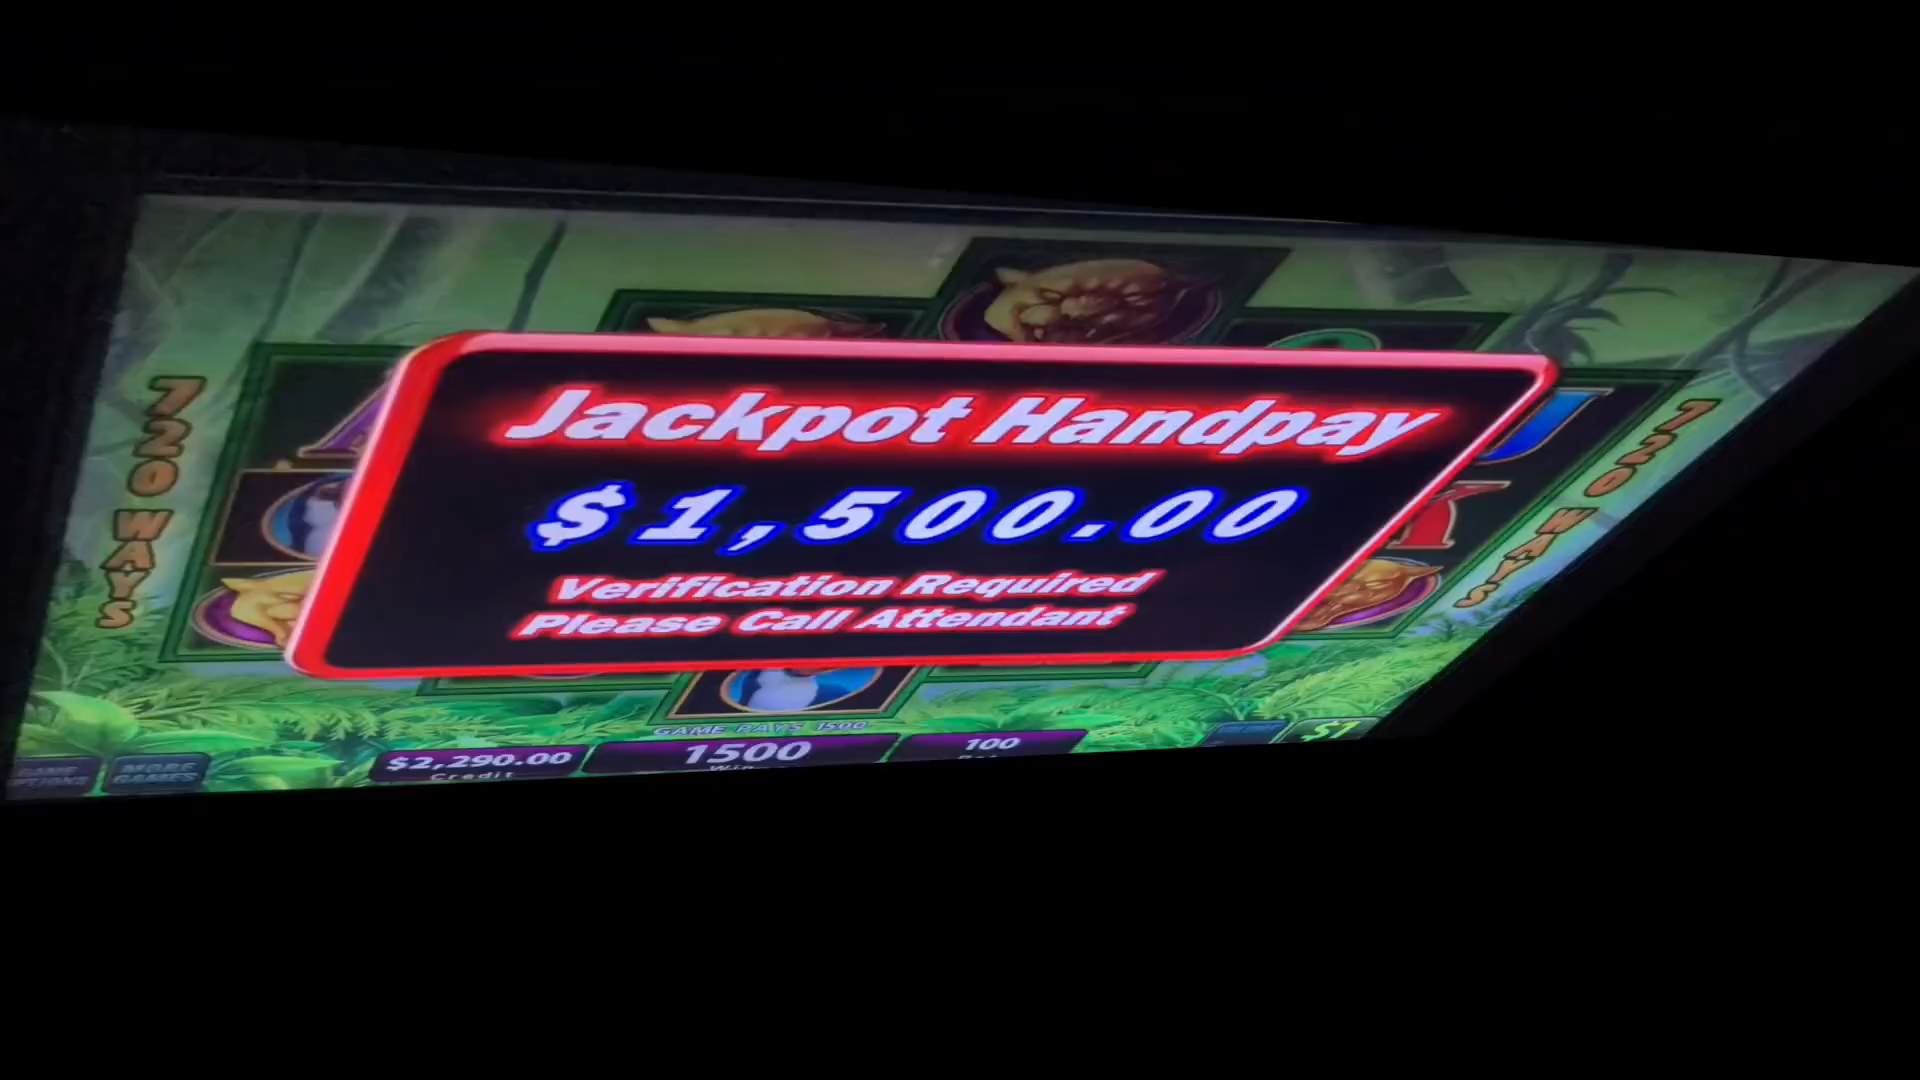 720 WAYS
Jackpot Handpay
$1,500.00
Verification Required
Please Call Attendant
720 WAYS
GAME PAYS 1500
MORE
GAMES
$2,290.00
Credit
1500
100
$1